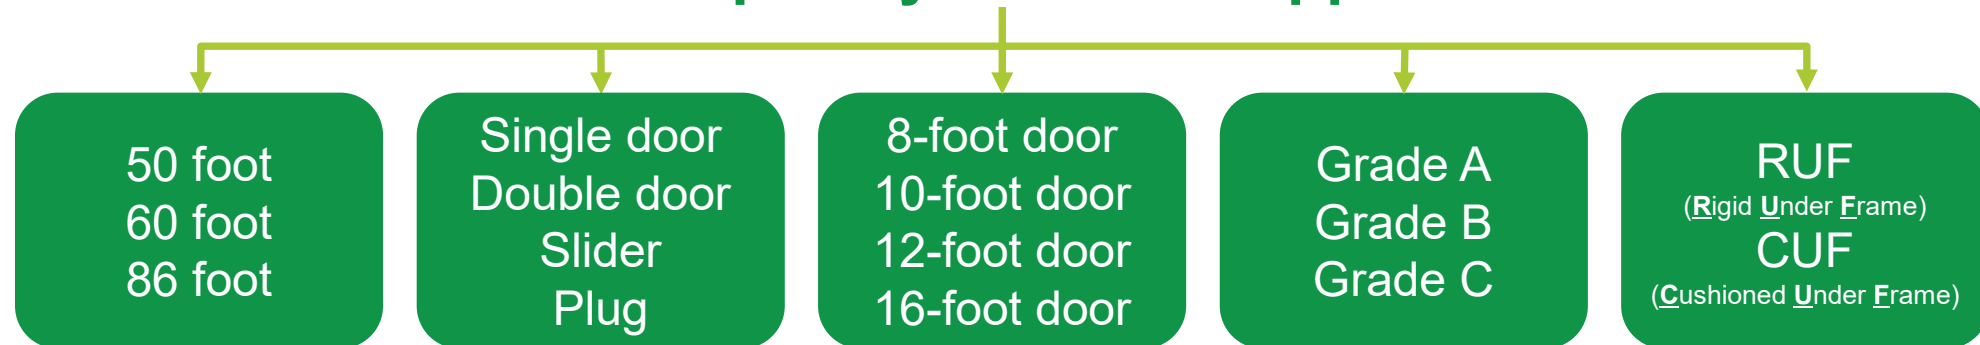 50 foot
60 foot
86 foot
Single door
Double door
Slider
Plug
8-foot door
10-foot door
12-foot door
16-foot door
Grade A
Grade B
Grade C
RUF
(Rigid Under Frame)
CUF
(Cushioned Under Frame)